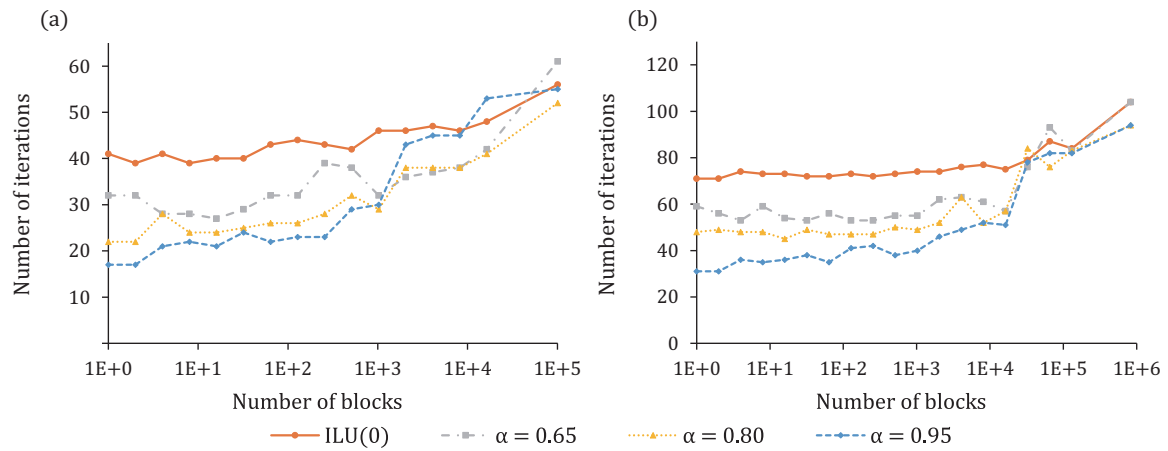 (a)
(b)
Number of iterations
60
50
40
30
20
10
1E+0 1E+1 1E+2 1E+3 1E+4 1E+5
Number of blocks
Number of iterations
120
100
80
60
40
20
0
1E+0 1E+1 1E+2 1E+3 1E+4 1E+5 1E+6
Number of blocks
ILU(0) α = 0.65 α = 0.80 α = 0.95